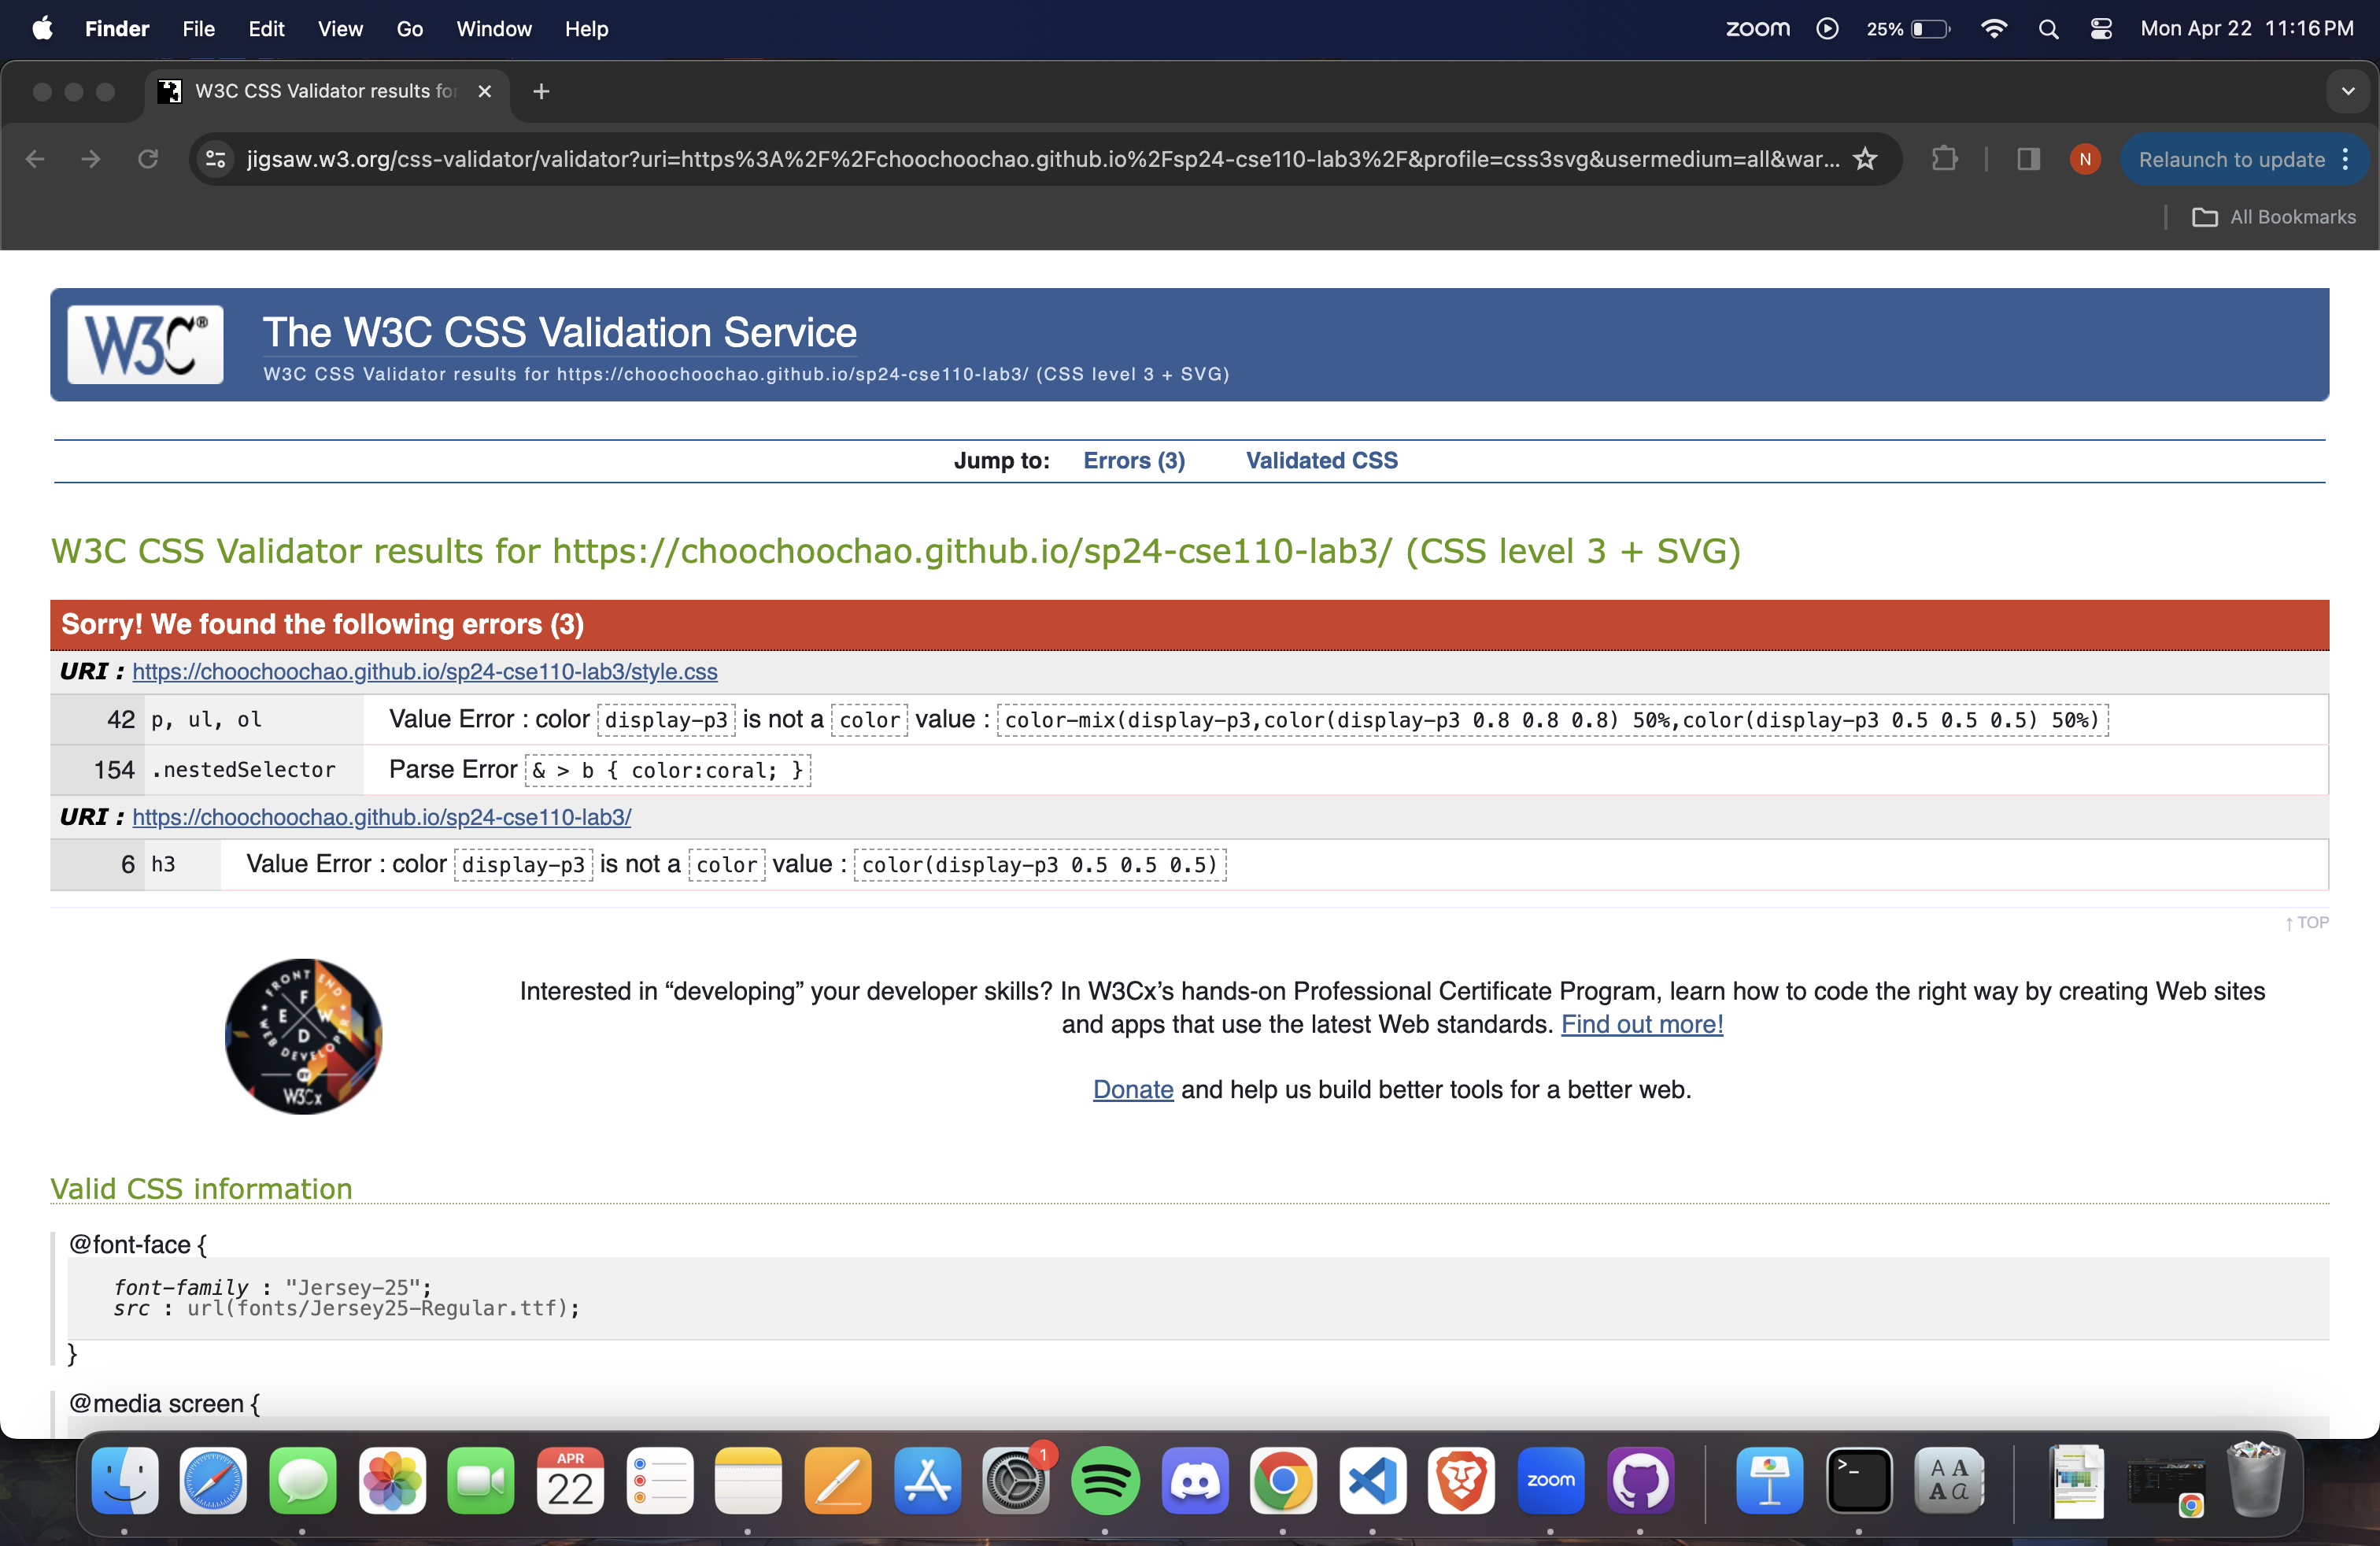 Finder File Edit View Go Window Help zoom 25% Mon Apr 22 11:16 PM
W3C CSS Validator results for
jigsaw.w3.org/css-validator/validator?uri=https%3A%2F%2Fchoochoochao.github.io%2Fsp24-cse110-lab3%2F&profile=css3svg&usermedium=all&war... N Relaunch to update
All Bookmarks
W3C® The W3C CSS Validation Service
W3C CSS Validator results for https://choochoochao.github.io/sp24-cse110-lab3/ (CSS level 3 + SVG)
Jump to: Errors (3) Validated CSS
W3C CSS Validator results for https://choochoochao.github.io/sp24-cse110-lab3/ (CSS level 3 + SVG)
Sorry! We found the following errors (3)
URI : https://choochoochao.github.io/sp24-cse110-lab3/style.css
42 p, ul, ol Value Error : color display-p3 is not a color value : color-mix(display-p3,color(display-p3 0.8 0.8 0.8) 50%,color(display-p3 0.5 0.5 0.5) 50%)
154 .nestedSelector Parse Error & > b { color:coral; }
URI : https://choochoochao.github.io/sp24-cse110-lab3/
6 h3 Value Error : color display-p3 is not a color value : color(display-p3 0.5 0.5 0.5)
↑ TOP
FRONT END
F E W D
WEB DEVELOPER
BY
W3Cx
Interested in “developing” your developer skills? In W3Cx’s hands-on Professional Certificate Program, learn how to code the right way by creating Web sites
and apps that use the latest Web standards. Find out more!
Donate and help us build better tools for a better web.
Valid CSS information
@font-face {
font-family : "Jersey-25";
src : url(fonts/Jersey25-Regular.ttf);
}
@media screen {
APR
22
1
zoom
>_
A A
A a